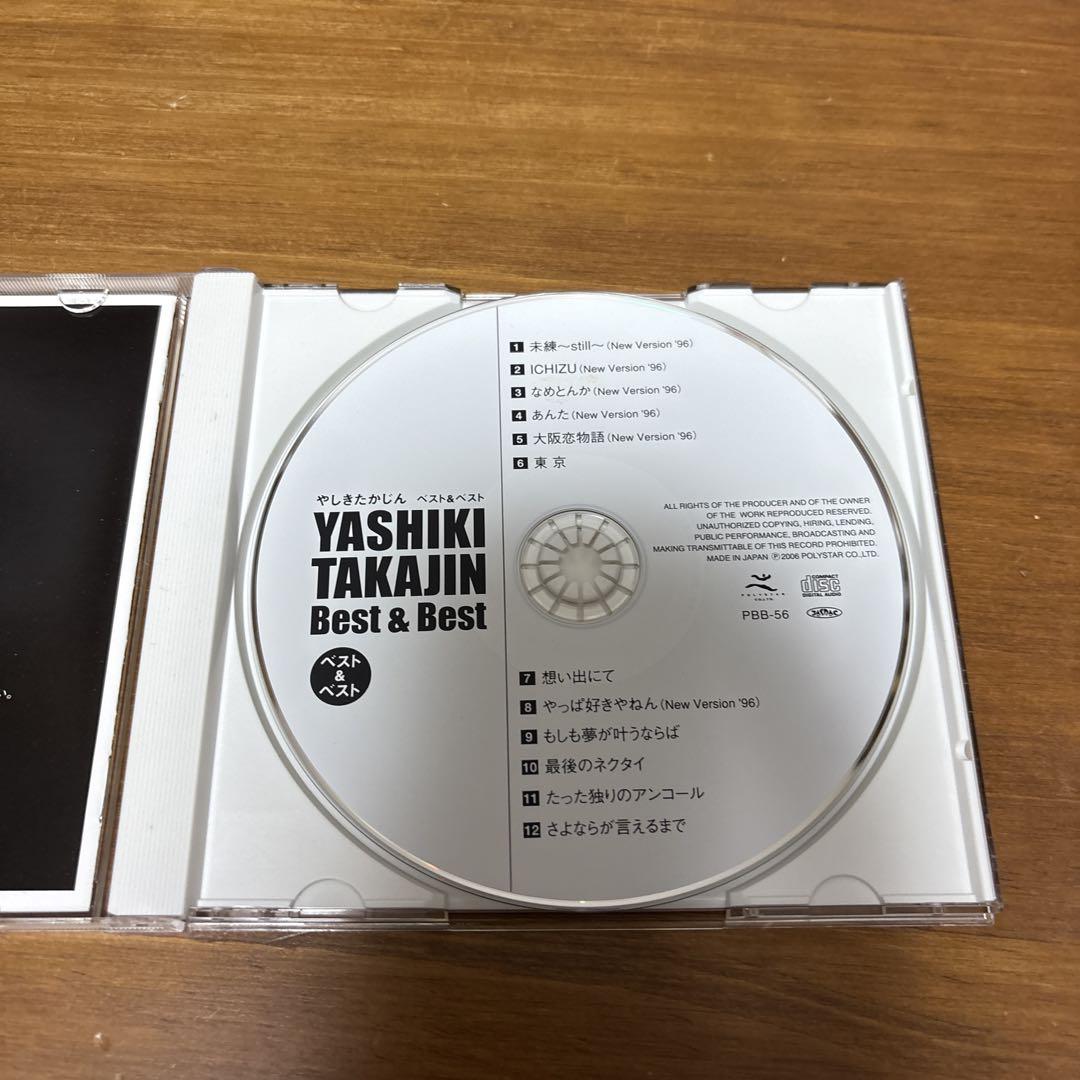 やしきたかじん ベスト&ベスト
YASHIKI
TAKAJIN
Best & Best
ベスト
&
ベスト
1 未練〜still〜(New Version '96)
2 ICHIZU(New Version '96)
3 なめとんか(New Version '96)
4 あんた(New Version '96)
5 大阪恋物語(New Version '96)
6 東京
ALL RIGHTS OF THE PRODUCER AND OF THE OWNER
OF THE WORK REPRODUCED RESERVED.
UNAUTHORIZED COPYING, HIRING, LENDING,
PUBLIC PERFORMANCE, BROADCASTING AND
MAKING TRANSMITTABLE OF THIS RECORD PROHIBITED.
MADE IN JAPAN Ⓟ2006 POLYSTAR CO.,LTD.
POLYSTAR
CO.,LTD.
COMPACT
disc
DIGITAL AUDIO
PBB-56
JASRAC
7 想い出にて
8 やっぱ好きやねん(New Version '96)
9 もしも夢が叶うならば
10 最後のネクタイ
11 たった独りのアンコール
12 さよならが言えるまで
い。